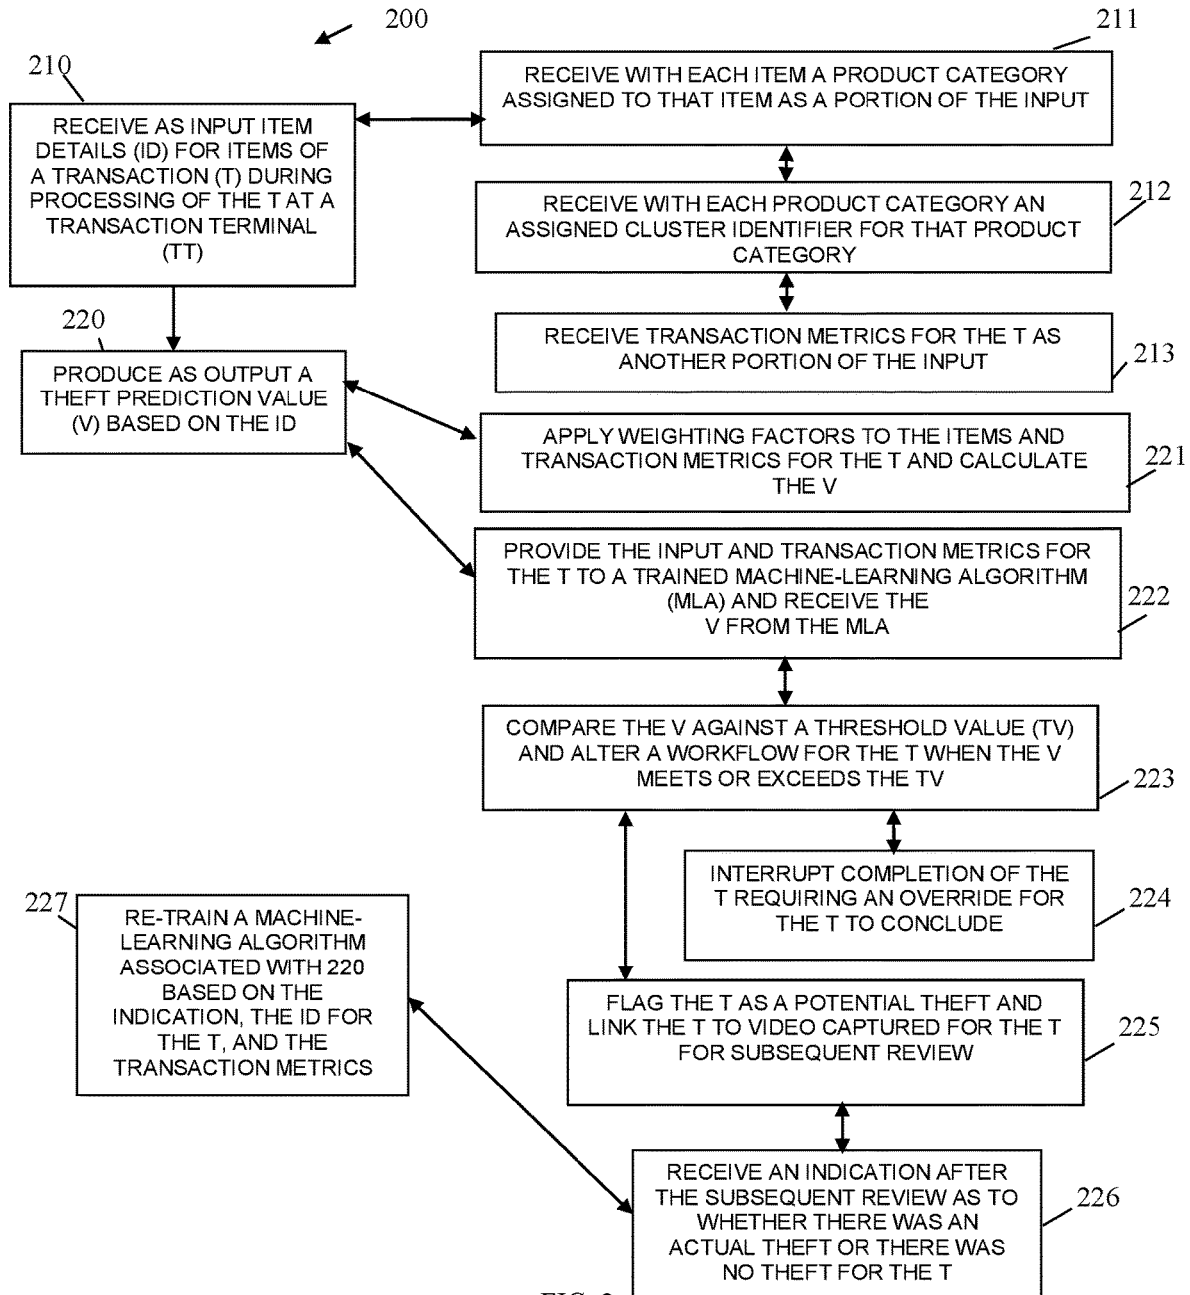 200
211
210
RECEIVE WITH EACH ITEM A PRODUCT CATEGORY
ASSIGNED TO THAT ITEM AS A PORTION OF THE INPUT
RECEIVE AS INPUT ITEM
DETAILS (ID) FOR ITEMS OF
A TRANSACTION (T) DURING
PROCESSING OF THE T AT A
TRANSACTION TERMINAL
(TT)
212
RECEIVE WITH EACH PRODUCT CATEGORY AN
ASSIGNED CLUSTER IDENTIFIER FOR THAT PRODUCT
CATEGORY
220
RECEIVE TRANSACTION METRICS FOR THE T AS
ANOTHER PORTION OF THE INPUT
213
PRODUCE AS OUTPUT A
THEFT PREDICTION VALUE
(V) BASED ON THE ID
APPLY WEIGHTING FACTORS TO THE ITEMS AND
TRANSACTION METRICS FOR THE T AND CALCULATE
THE V
221
PROVIDE THE INPUT AND TRANSACTION METRICS FOR
THE T TO A TRAINED MACHINE-LEARNING ALGORITHM
(MLA) AND RECEIVE THE
V FROM THE MLA
222
COMPARE THE V AGAINST A THRESHOLD VALUE (TV)
AND ALTER A WORKFLOW FOR THE T WHEN THE V
MEETS OR EXCEEDS THE TV
223
INTERRUPT COMPLETION OF THE
T REQUIRING AN OVERRIDE FOR
THE T TO CONCLUDE
224
227
RE-TRAIN A MACHINE-
LEARNING ALGORITHM
ASSOCIATED WITH 220
BASED ON THE
INDICATION, THE ID FOR
THE T, AND THE
TRANSACTION METRICS
FLAG THE T AS A POTENTIAL THEFT AND
LINK THE T TO VIDEO CAPTURED FOR THE T
FOR SUBSEQUENT REVIEW
225
RECEIVE AN INDICATION AFTER
THE SUBSEQUENT REVIEW AS TO
WHETHER THERE WAS AN
ACTUAL THEFT OR THERE WAS
NO THEFT FOR THE T
226